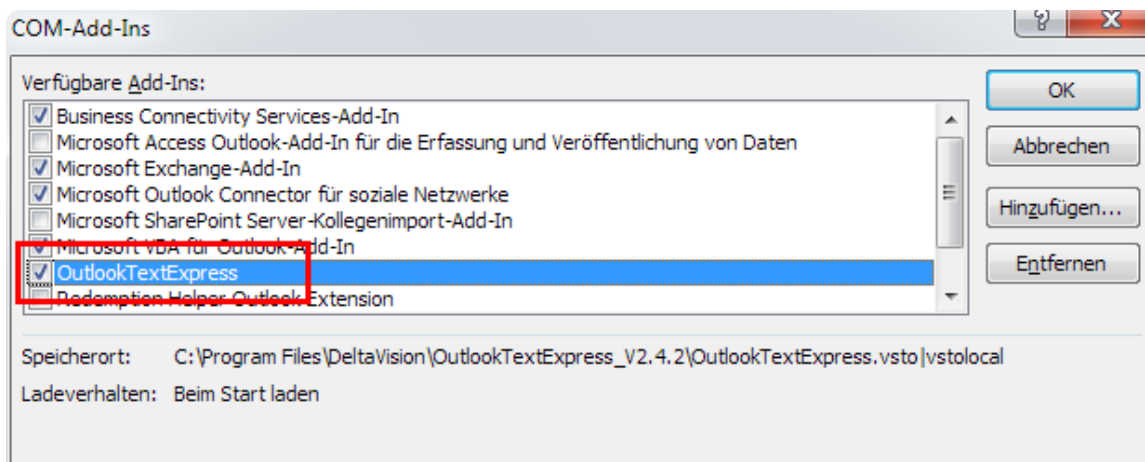 COM-Add-Ins
Verfügbare Add-Ins:
Business Connectivity Services-Add-In
Microsoft Access Outlook-Add-In für die Erfassung und Veröffentlichung von Daten
Microsoft Exchange-Add-In
Microsoft Outlook Connector für soziale Netzwerke
Microsoft SharePoint Server-Kollegenimport-Add-In
Microsoft VBA für Outlook-Add-In
OutlookTextExpress
Redemption Helper Outlook Extension
OK
Abbrechen
Hinzufügen...
Entfernen
Speicherort: C:\Program Files\DeltaVision\OutlookTextExpress_V2.4.2\OutlookTextExpress.vsto|vstolocal
Ladeverhalten: Beim Start laden